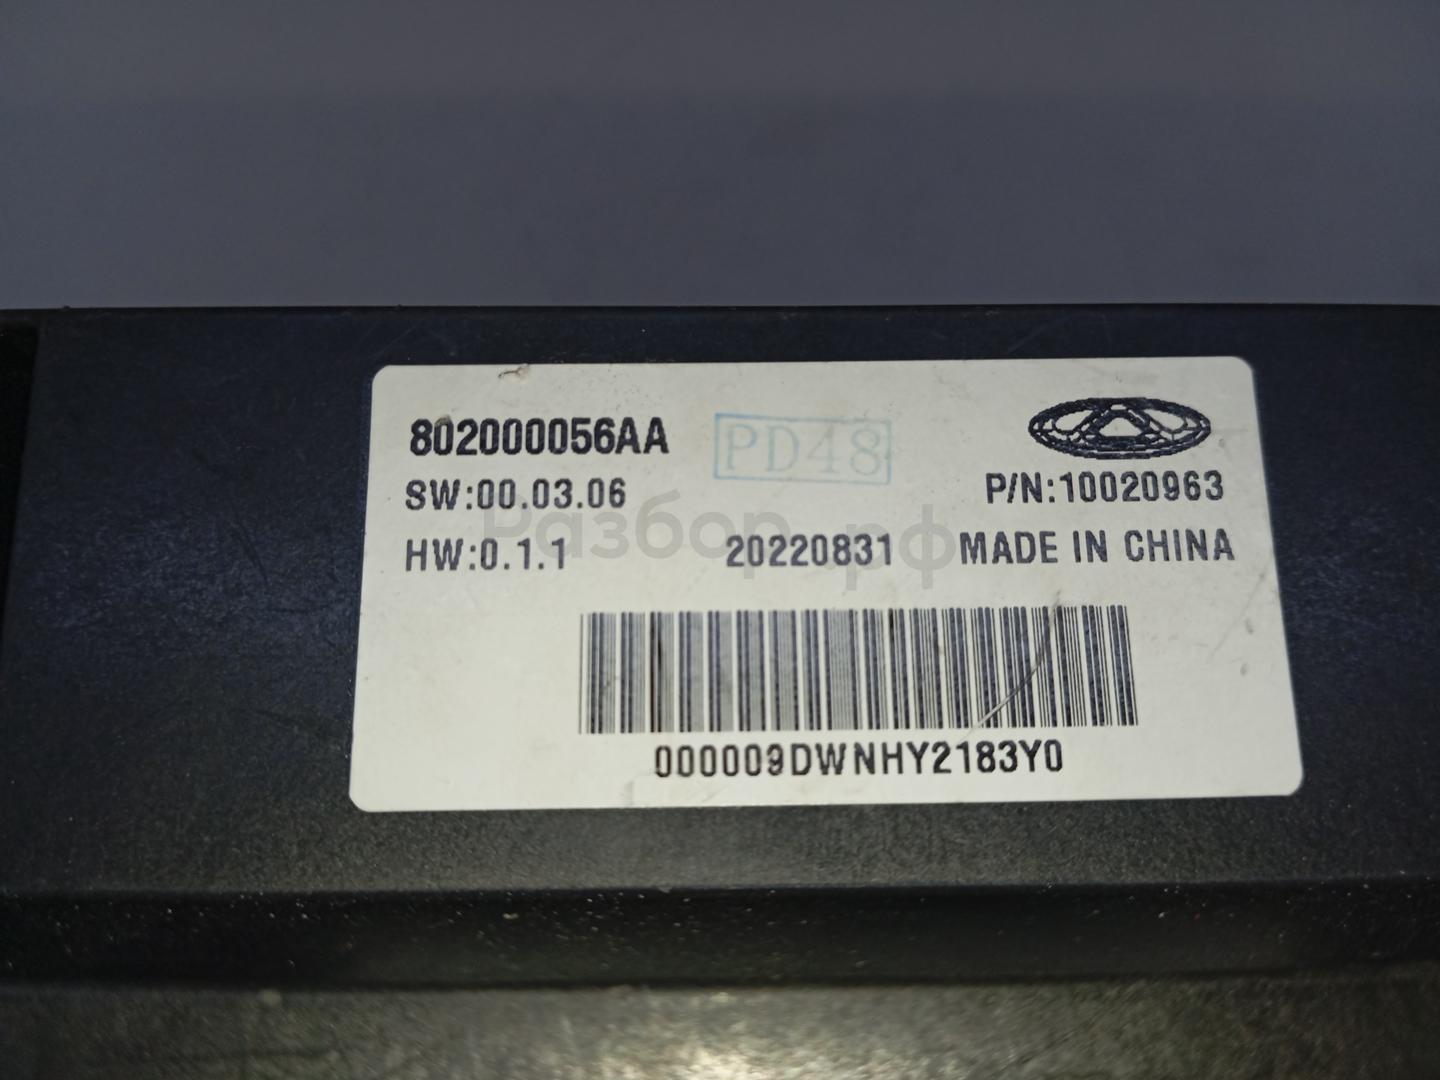 802000056AA
PD48
SW:00.03.06
P/N:10020963
HW:0.1.1
20220831
MADE IN CHINA
Разбор.рф
000009DWNHY2183Y0